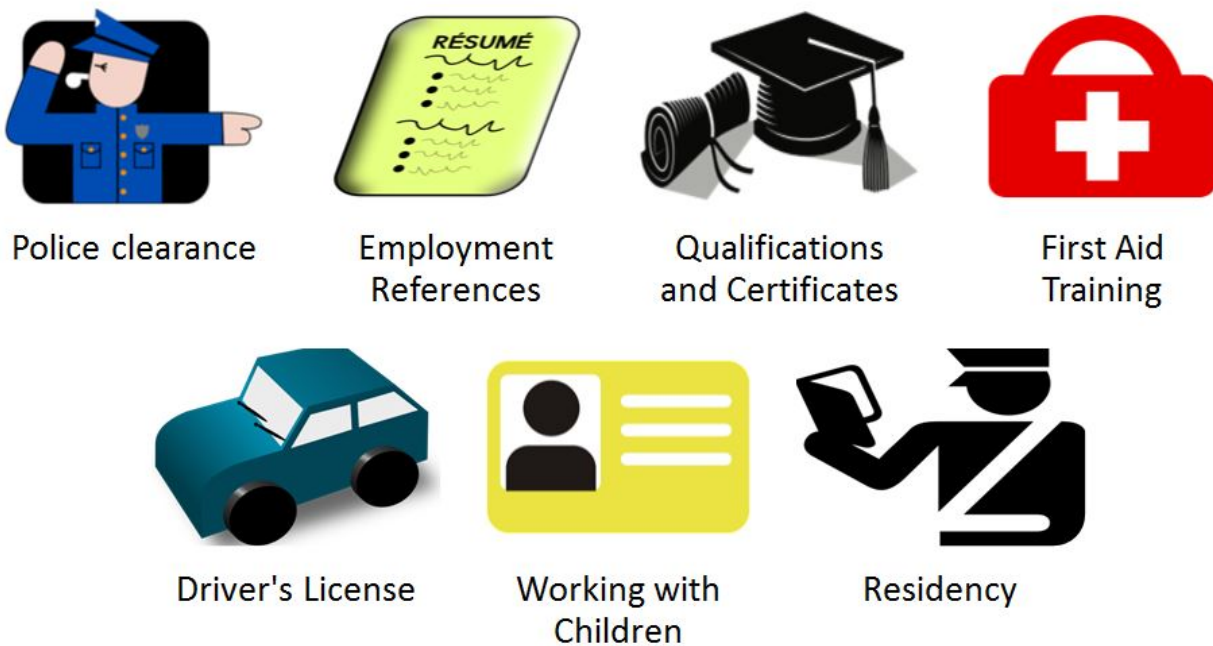 RÉSUMÉ
Police clearance
Employment
References
Qualifications
and Certificates
First Aid
Training
Driver's License
Working with
Children
Residency